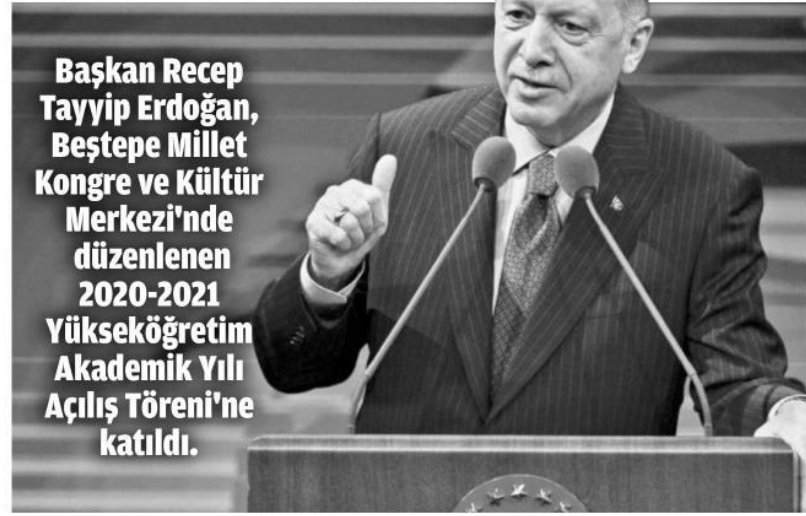 Başkan Recep
Tayyip Erdoğan,
Beştepe Millet
Kongre ve Kültür
Merkezi'nde
düzenlenen
2020-2021
Yükseköğretim
Akademik Yılı
Açılış Töreni'ne
katıldı.